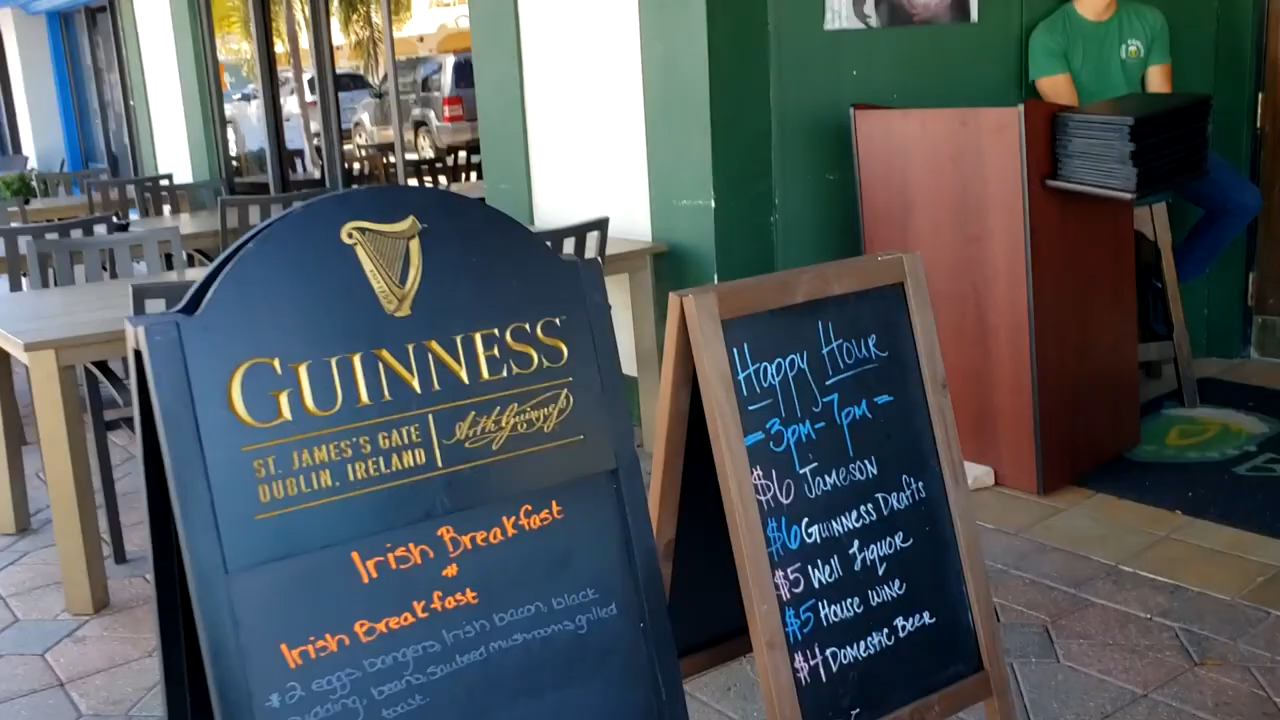 GUINNESS
ST. JAMES'S GATE
DUBLIN, IRELAND
Arth Guinness
Irish Breakfast
#
Irish Breakfast
*2 eggs, bangers, Irish bacon, black
pudding, beans, sauteed mushrooms, grilled
toast.
Happy Hour
= 3pm - 7pm =
$6 Jameson
$6 Guinness Drafts
$5 Well Liquor
$5 House wine
$4 Domestic Beer